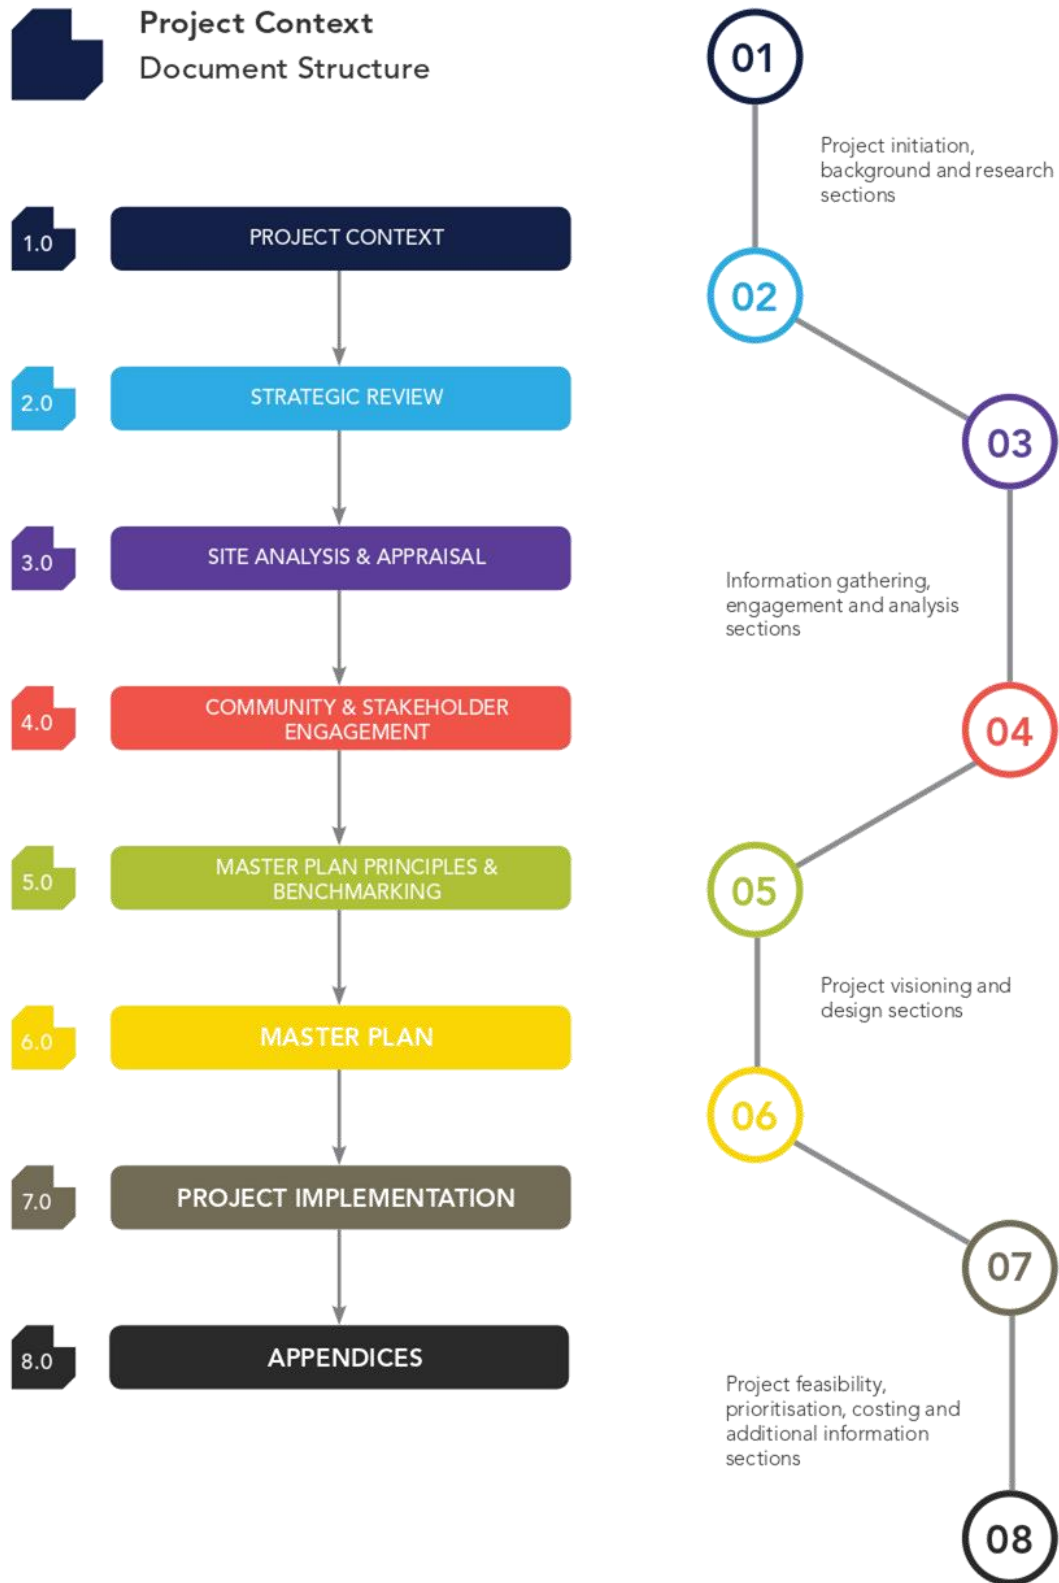 Project Context
Document Structure
1.0
PROJECT CONTEXT
2.0
STRATEGIC REVIEW
3.0
SITE ANALYSIS & APPRAISAL
4.0
COMMUNITY & STAKEHOLDER
ENGAGEMENT
5.0
MASTER PLAN PRINCIPLES &
BENCHMARKING
6.0
MASTER PLAN
7.0
PROJECT IMPLEMENTATION
8.0
APPENDICES
01
Project initiation,
background and research
sections
02
03
Information gathering,
engagement and analysis
sections
04
05
Project visioning and
design sections
06
07
Project feasibility,
prioritisation, costing and
additional information
sections
08